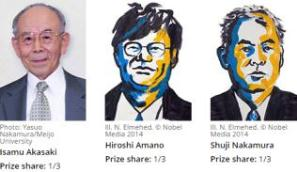 Photo: Yasuo
Nakamura/Meijo
University
Isamu Akasaki
Prize share: 1/3
Ill. N. Elmehed. © Nobel
Media 2014
Hiroshi Amano
Prize share: 1/3
Ill. N. Elmehed. © Nobel
Media 2014
Shuji Nakamura
Prize share: 1/3